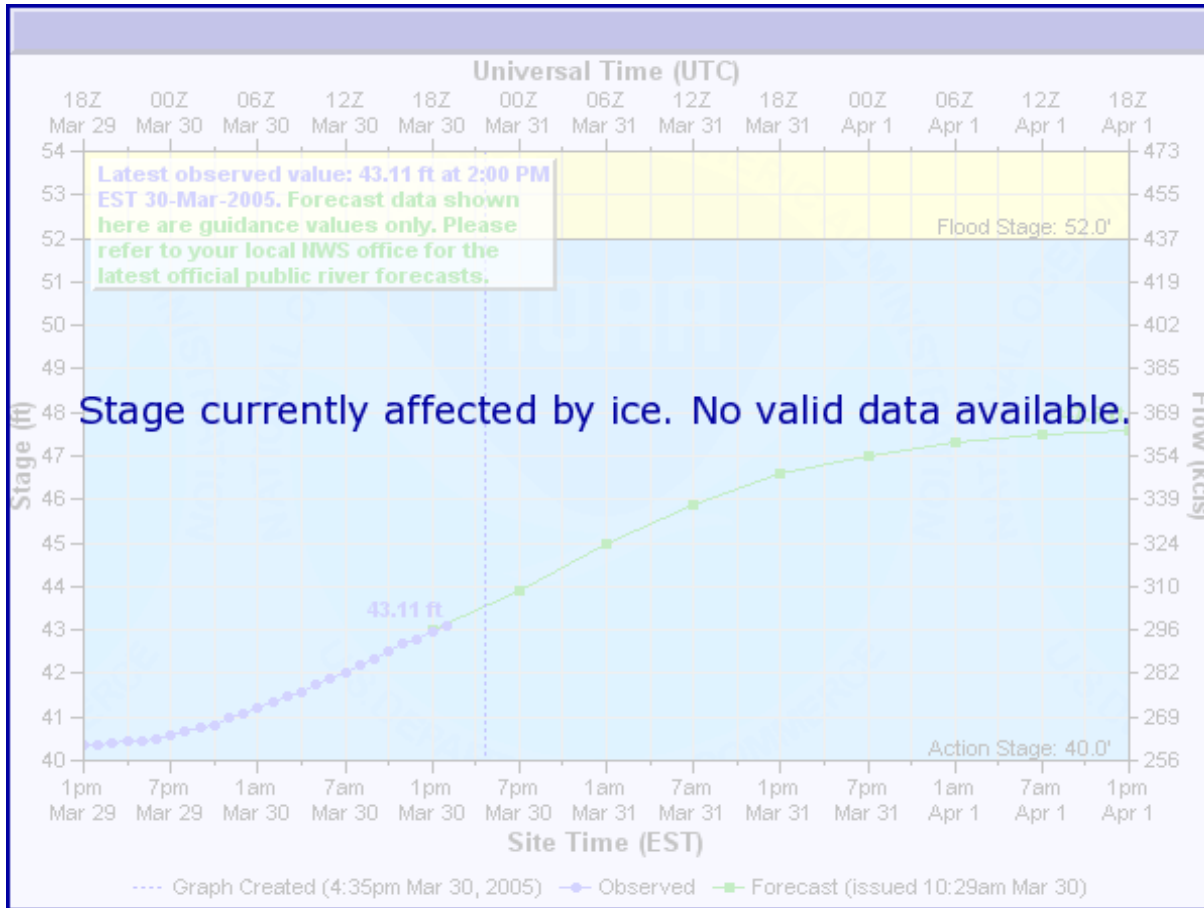 Universal Time (UTC)
18Z 00Z 06Z 12Z 18Z 00Z 06Z 12Z 18Z 00Z 06Z 12Z 18Z
Mar 29 Mar 30 Mar 30 Mar 30 Mar 30 Mar 31 Mar 31 Mar 31 Mar 31 Apr 1 Apr 1 Apr 1 Apr 1
54 473
Latest observed value: 43.11 ft at 2:00 PM
EST 30-Mar-2005. Forecast data shown
here are guidance values only. Please
refer to your local NWS office for the
latest official public river forecasts.
53 455
Flood Stage: 52.0'
52 437
51 419
50 402
49 385
48 369
Stage currently affected by ice. No valid data available.
Stage (ft)
Flow (kcfs)
47 354
46 339
45 324
44 310
43.11 ft
43 296
42 282
41 269
Action Stage: 40.0'
40 256
1pm 7pm 1am 7am 1pm 7pm 1am 7am 1pm 7pm 1am 7am 1pm
Mar 29 Mar 29 Mar 30 Mar 30 Mar 30 Mar 30 Mar 31 Mar 31 Mar 31 Mar 31 Apr 1 Apr 1 Apr 1
Site Time (EST)
Graph Created (4:35pm Mar 30, 2005) Observed Forecast (issued 10:29am Mar 30)